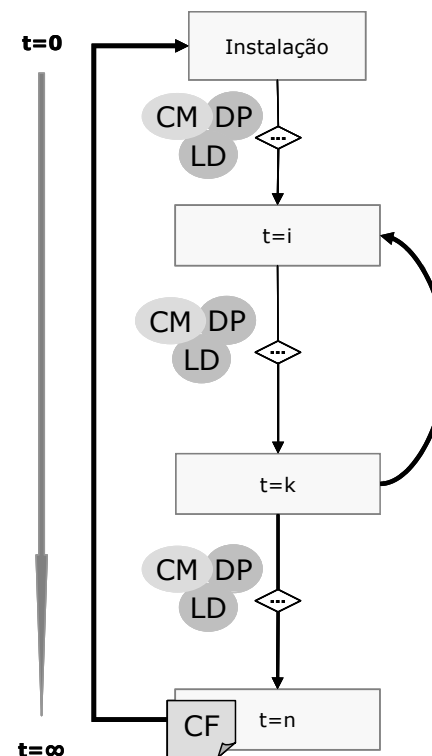 t=0
Instalação
...
CM DP
LD
t=i
...
CM DP
LD
t=k
...
CM DP
LD
CF
t=n
t=∞